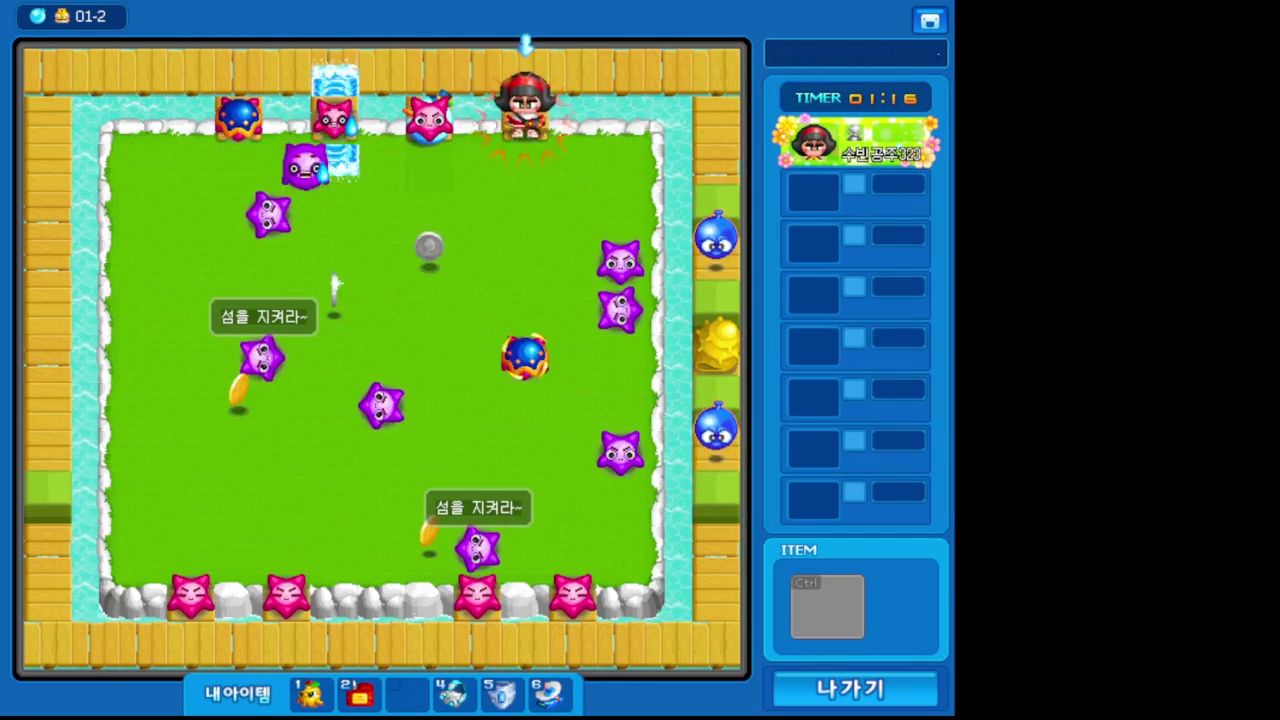 01-2
TIMER 01:16
수빈공주323
섬을 지켜라~
섬을 지켜라~
ITEM
Ctrl
내 아이템
1
2
4
5
6
나가기